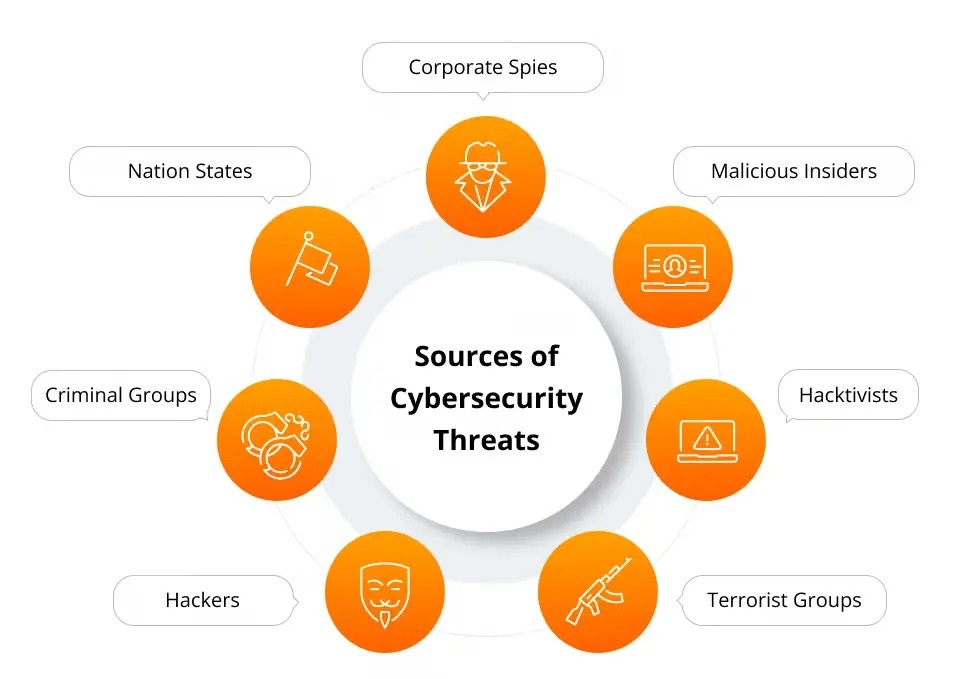 Corporate Spies
Nation States
Malicious Insiders
Sources of
Cybersecurity
Threats
Criminal Groups
Hacktivists
Hackers
Terrorist Groups